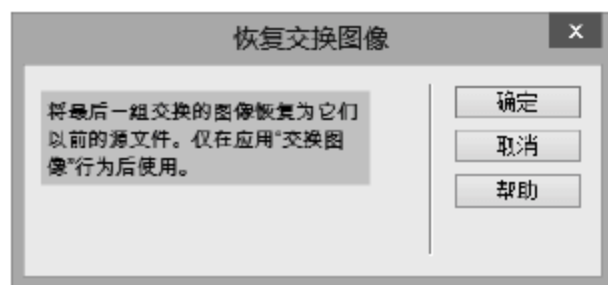 恢复交换图像
x
将最后一组交换的图像恢复为它们
以前的源文件。仅在应用“交换图
像”行为后使用。
确定
取消
帮助